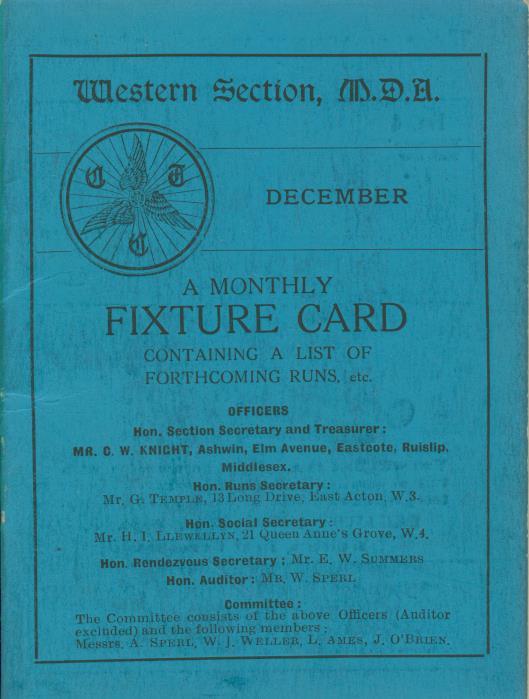 Western Section, M.D.A.
C T C
DECEMBER
A MONTHLY
FIXTURE CARD
CONTAINING A LIST OF
FORTHCOMING RUNS, etc.
OFFICERS
Hon. Section Secretary and Treasurer:
MR. C. W. KNIGHT, Ashwin, Elm Avenue, Eastcote, Ruislip,
Middlesex.
Hon. Runs Secretary:
Mr. G. TEMPLE, 13 Long Drive, East Acton, W.3.
Hon. Social Secretary:
Mr. H. I. LLEWELLYN, 21 Queen Anne's Grove, W.4.
Hon. Rendezvous Secretary: Mr. E. W. SUMMERS
Hon. Auditor: MR. W. SPERL
Committee:
The Committee consists of the above Officers (Auditor
excluded) and the following members:
Messrs. A. SPERL, W. J. WELLER, L. AMES, J. O'BRIEN.